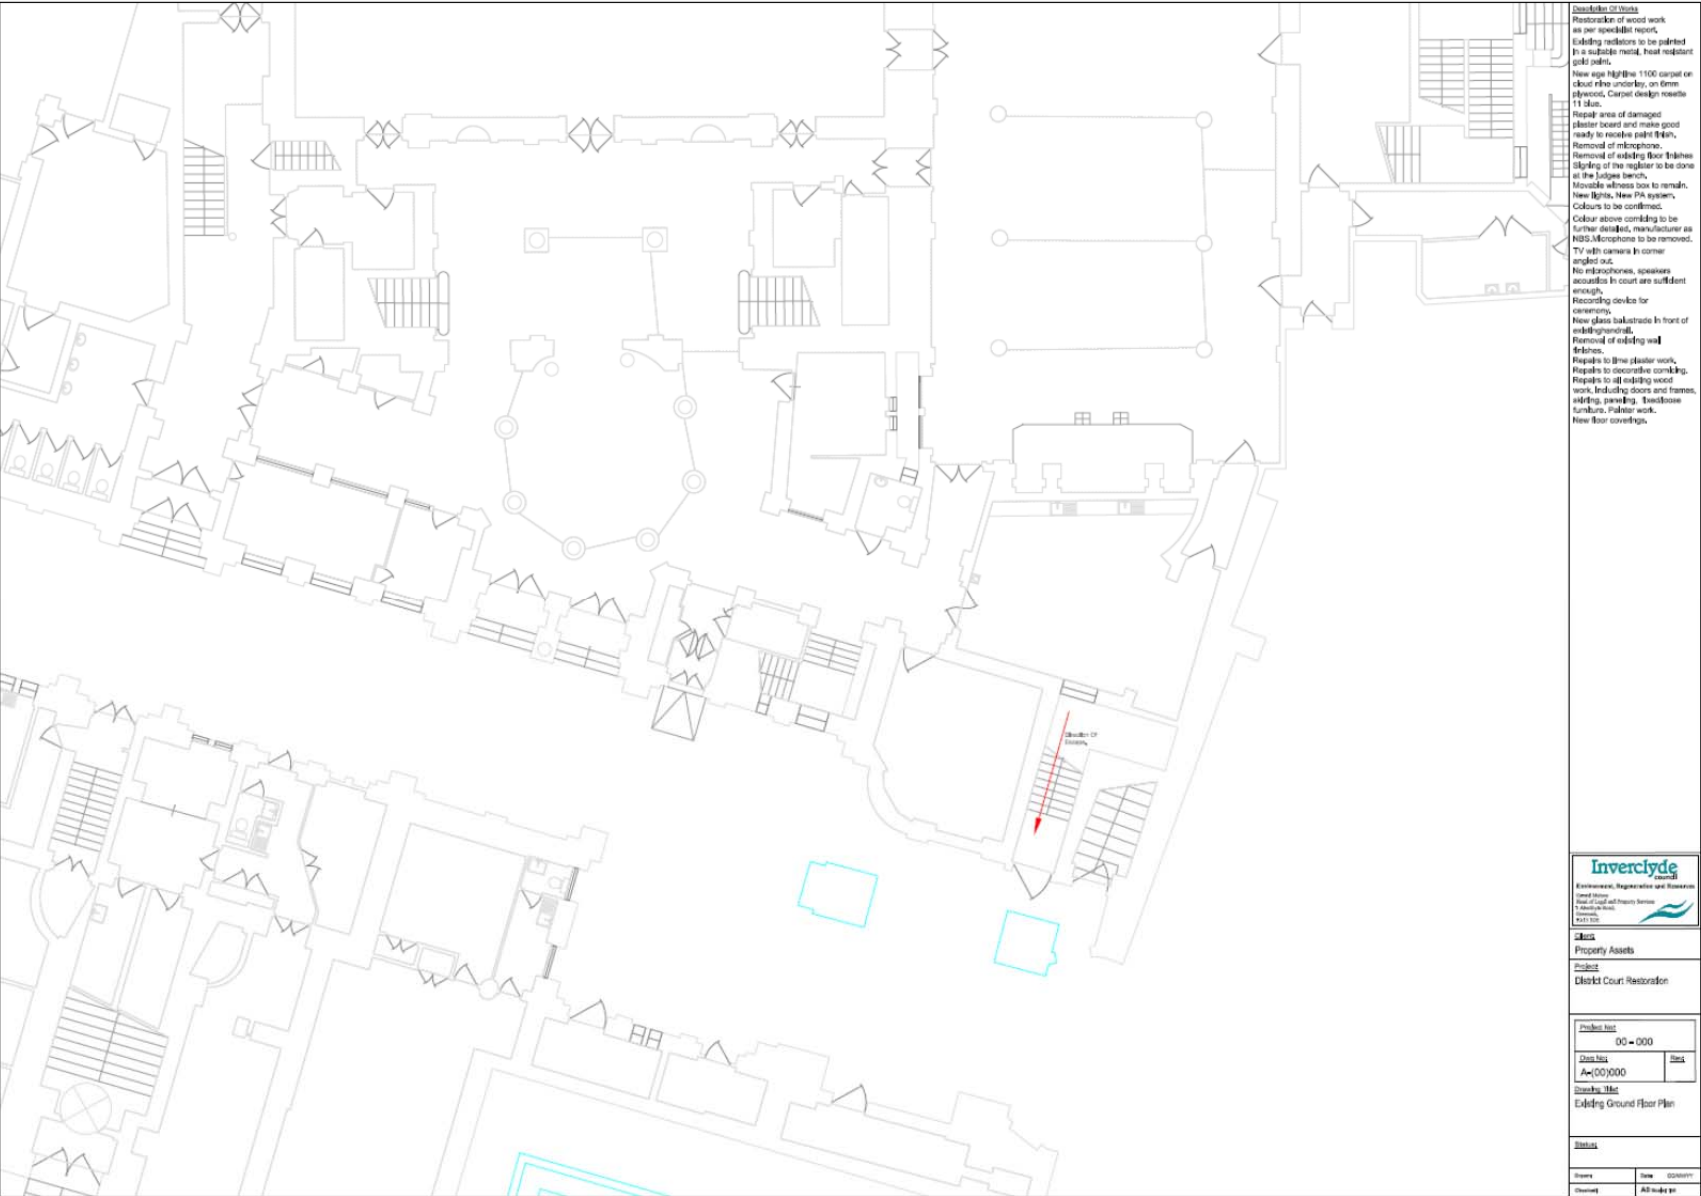 Description Of Works
Restoration of wood work
as per specialist report.
Existing radiators to be painted
in a suitable metal, heat resistant
gold paint.
New age highline 1100 carpet on
cloud nine underlay, on 6mm
plywood, Carpet design rosette
11 blue.
Repair area of damaged
plaster board and make good
ready to receive paint finish.
Removal of microphone.
Removal of existing floor finishes
Signing of the register to be done
at the judges bench.
Movable witness box to remain.
New lights, New PA system.
Colours to be confirmed.
Colour above cornicing to be
further detailed, manufacturer as
NBS.Microphone to be removed.
TV with camera in corner
angled out.
No microphones, speakers
acoustics in court are sufficient
enough.
Recording device for
ceremony.
New glass balustrade in front of
existinghandrail.
Removal of existing wall
finishes.
Repairs to lime plaster work.
Repairs to decorative cornicing.
Repairs to all existing wood
work, including doors and frames,
skirting, paneling, fixed/loose
furniture. Painter work.
New floor coverings.
Direction Of
Escape.
Inverclyde
council
Environment, Regeneration and Resources
Head of Legal and Property Services
Client:
Property Assets
Project:
District Court Restoration
Project No:
00 - 000
Dwg No:
Rev:
A-(00)000
Drawing Title:
Existing Ground Floor Plan
Status:
Drawn:
Date
Checked: